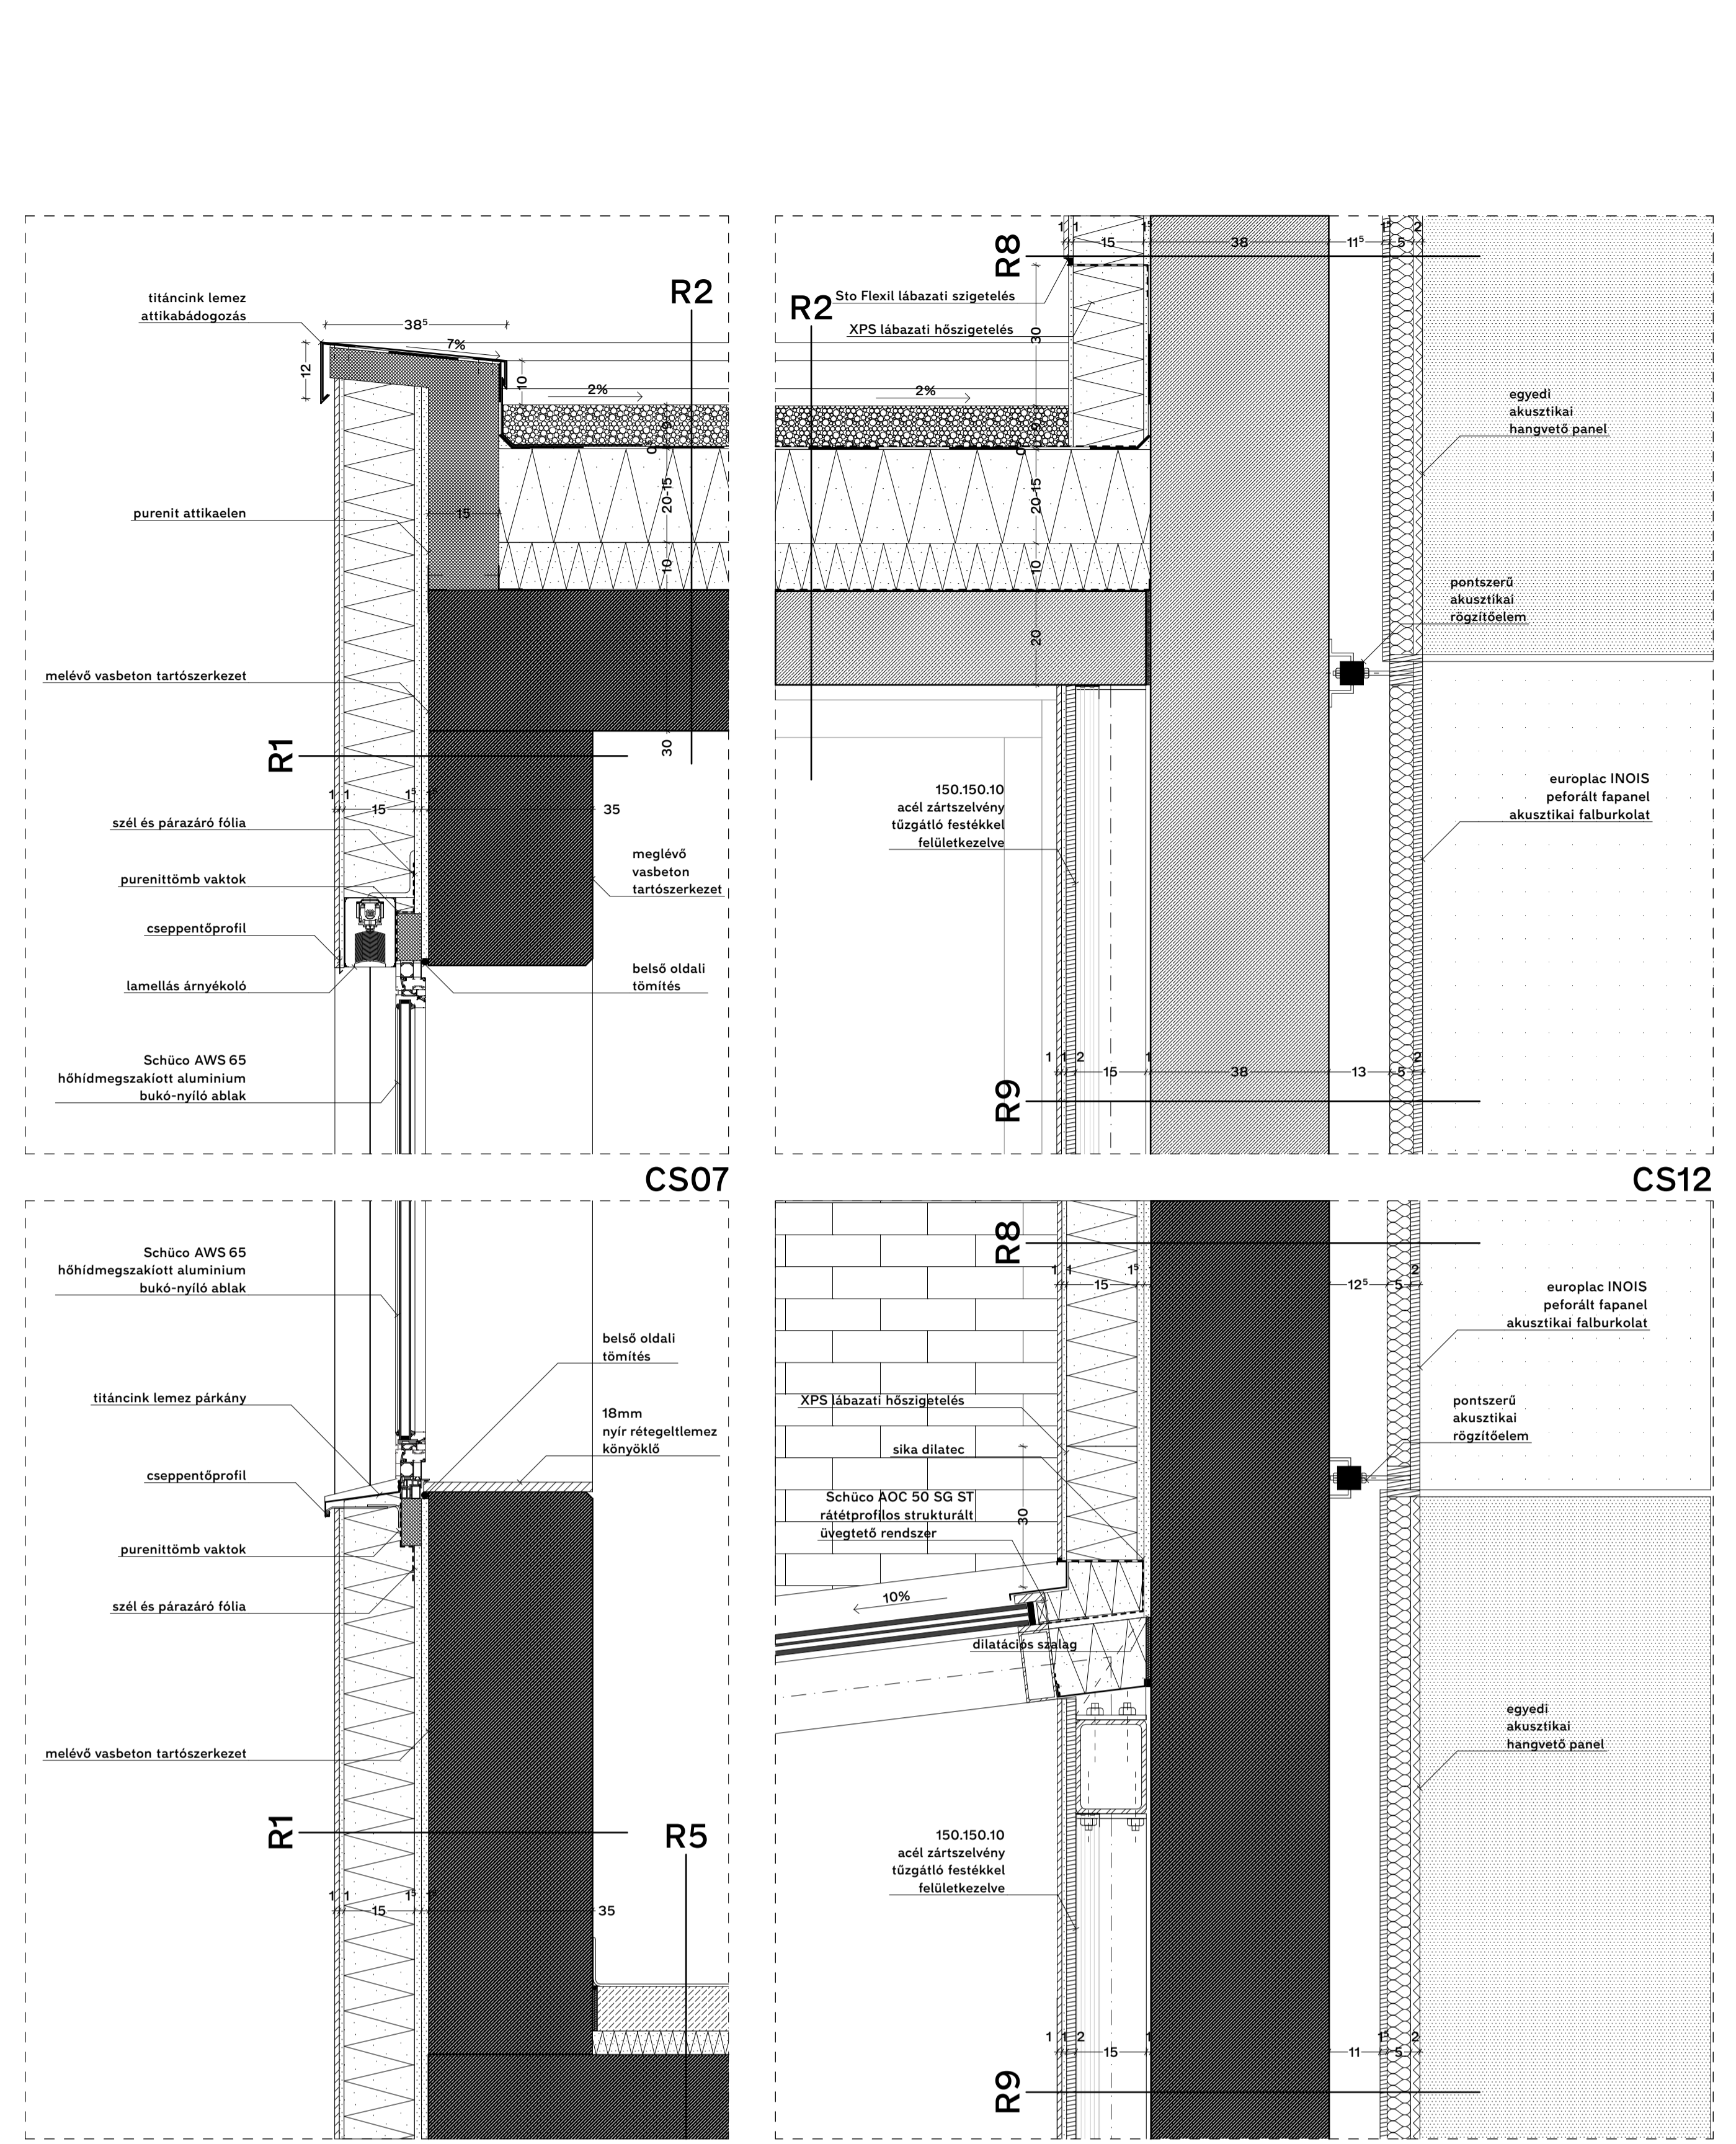 titáncink lemez
attikabádogozás
38⁵
7%
12
10
2%
R2
9
0⁵
20-15
15
10
purenit attikaelen
melévő vasbeton tartószerkezet
R1
30
1
1
15
1⁵
35
szél és párazáró fólia
purenittömb vaktok
meglévő
vasbeton
tartószerkezet
cseppentőprofil
lamellás árnyékoló
belső oldali
tömítés
Schüco AWS 65
hőhídmegszakíott aluminium
bukó-nyíló ablak
CS07
R8
1
1
15
1⁵
38
11⁵
1⁵
5
2
R2
Sto Flexil lábazati szigetelés
XPS lábazati hőszigetelés
30
2%
9
20-15
10
20
egyedi
akusztikai
hangvető panel
pontszerű
akusztikai
rögzítőelem
150.150.10
acél zártszelvény
tűzgátló festékkel
felületkezelve
europlac INOIS
peforált fapanel
akusztikai falburkolat
1
1
2
15
1
38
13
5
2
R9
CS12
Schüco AWS 65
hőhídmegszakíott aluminium
bukó-nyíló ablak
belső oldali
tömítés
titáncink lemez párkány
18mm
nyír rétegeltlemez
könyöklő
cseppentőprofil
purenittömb vaktok
szél és párazáró fólia
melévő vasbeton tartószerkezet
R1
R5
1
1
15
1⁵
35
R8
1
1
15
1⁵
12⁵
5
2
europlac INOIS
peforált fapanel
akusztikai falburkolat
XPS lábazati hőszigetelés
sika dilatec
pontszerű
akusztikai
rögzítőelem
Schüco AOC 50 SG ST
rátétprofilos strukturált
üvegtető rendszer
30
10%
dilatációs szalag
egyedi
akusztikai
hangvető panel
150.150.10
acél zártszelvény
tűzgátló festékkel
felületkezelve
1
1
2
15
1
11
1⁵
5
2
R9